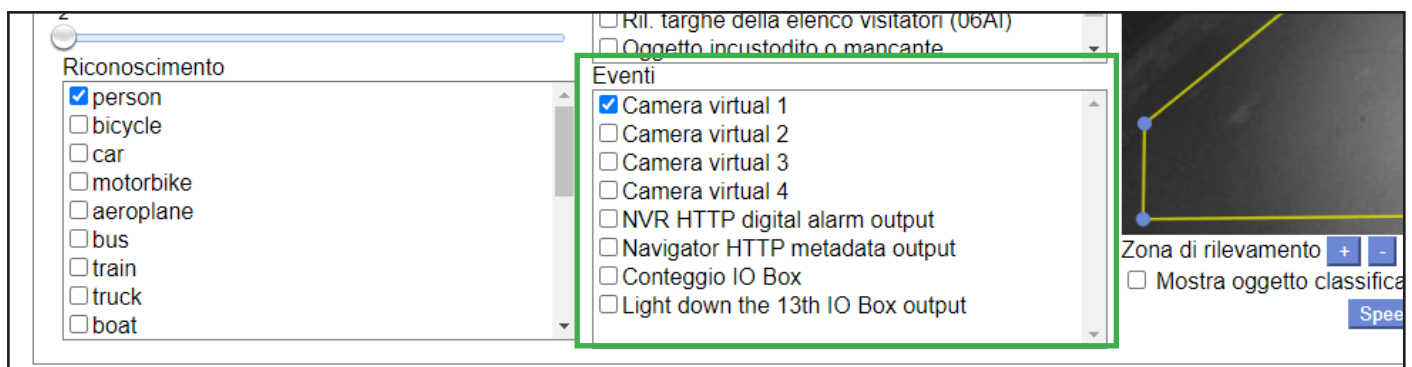 2
Riconoscimento
person
bicycle
car
motorbike
aeroplane
bus
train
truck
boat
Ril. targhe della elenco visitatori (06AI)
Oggetto incustodito o mancante
Eventi
Camera virtual 1
Camera virtual 2
Camera virtual 3
Camera virtual 4
NVR HTTP digital alarm output
Navigator HTTP metadata output
Conteggio IO Box
Light down the 13th IO Box output
Zona di rilevamento + -
Mostra oggetto classifica
Spee